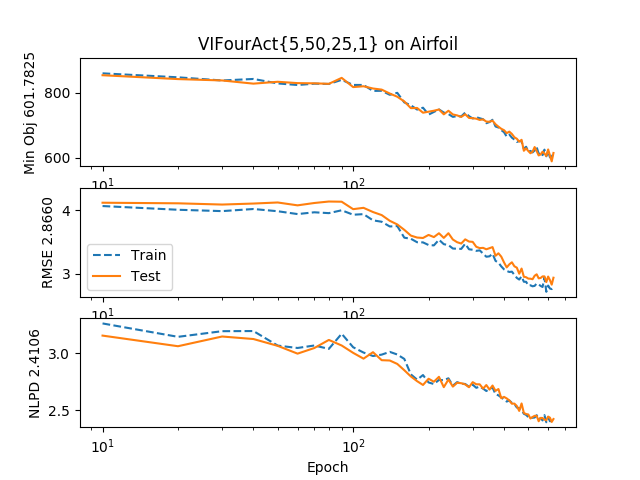 VIFourAct{5,50,25,1} on Airfoil
Min Obj 601.7825
800
600
10^1
10^2
RMSE 2.8660
4
3
Train
Test
10^1
10^2
NLPD 2.4106
3.0
2.5
10^1
10^2
Epoch